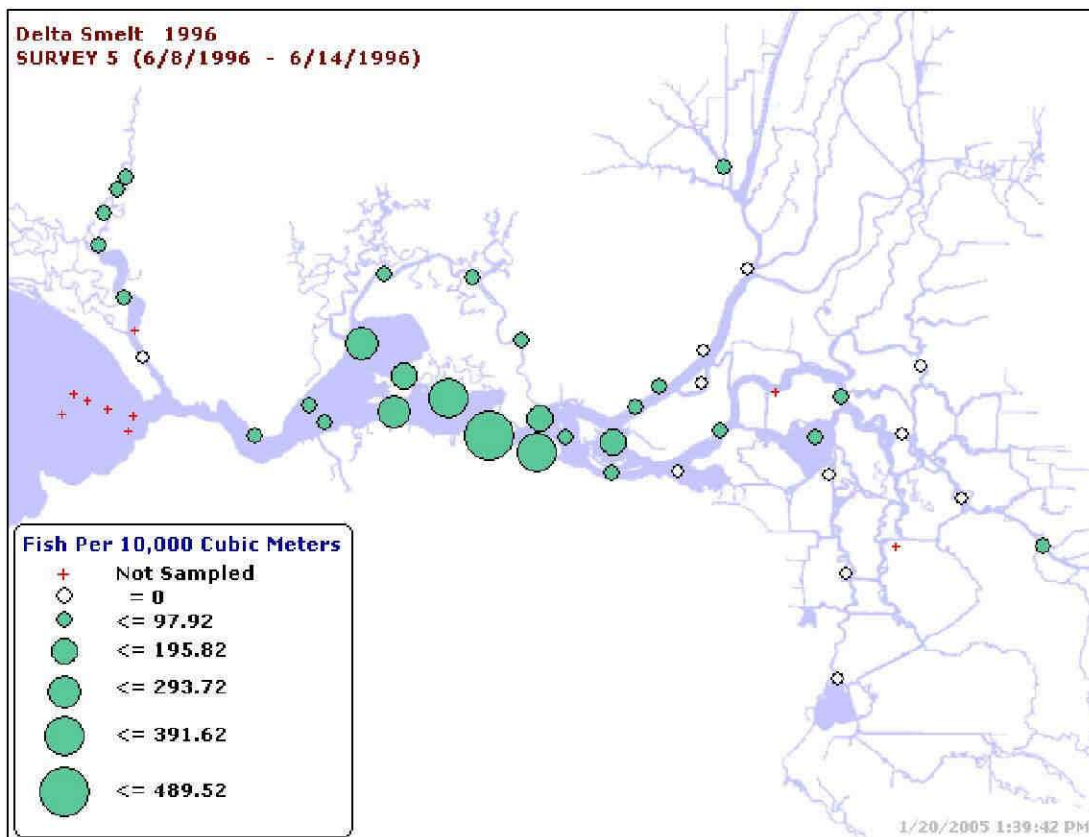 Delta Smelt 1996
SURVEY 5 (6/8/1996 - 6/14/1996)
Fish Per 10,000 Cubic Meters
Not Sampled
= 0
<= 97.92
<= 195.82
<= 293.72
<= 391.62
<= 489.52
1/20/2005 1:39:42 PM